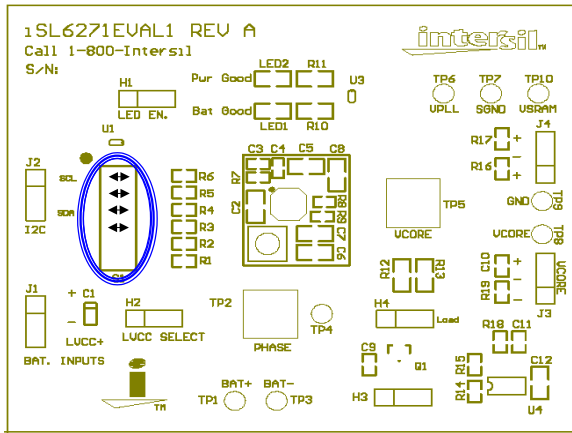 iSL6271EVAL1 REV A
Call 1-800-Intersil
S/N:
intersil™
H1
LED EN.
Pwr Good
LED2
R11
U3
Bat Good
LED1
R10
TP6
VPLL
TP7
SGND
TP10
VSRAM
U1
J2
SCL
SDA
I2C
R6
R5
R4
R3
R2
R1
C3
C4
C5
C8
R7
C2
R8
R9
C7
C6
TP5
VCORE
R17
R16
+
-
J4
GND
TP9
VCORE
TP8
J1
+
-
C1
LVCC+
BAT. INPUTS
H2
LVCC SELECT
TP2
PHASE
TP4
R12
R13
H4
Load
C10
R19
+
-
VCORE
J3
R18
C11
C9
Q1
R15
R14
C12
U4
H3
BAT+
TP1
BAT-
TP3
TM